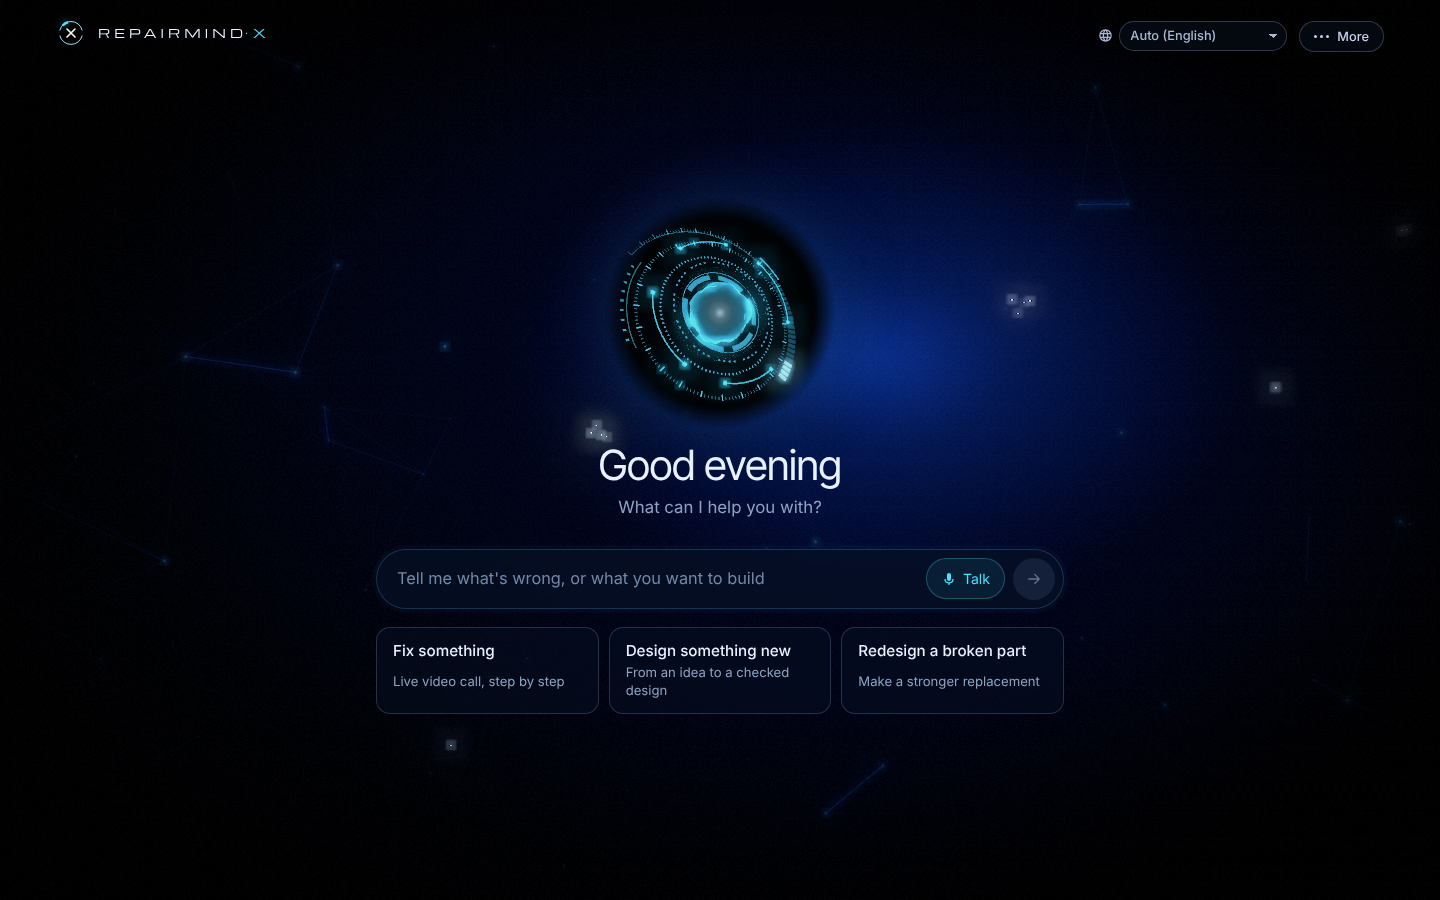 REPAIRMIND·X
Auto (English)
More
Good evening
What can I help you with?
Tell me what's wrong, or what you want to build
Talk
Fix something
Live video call, step by step
Design something new
From an idea to a checked
design
Redesign a broken part
Make a stronger replacement